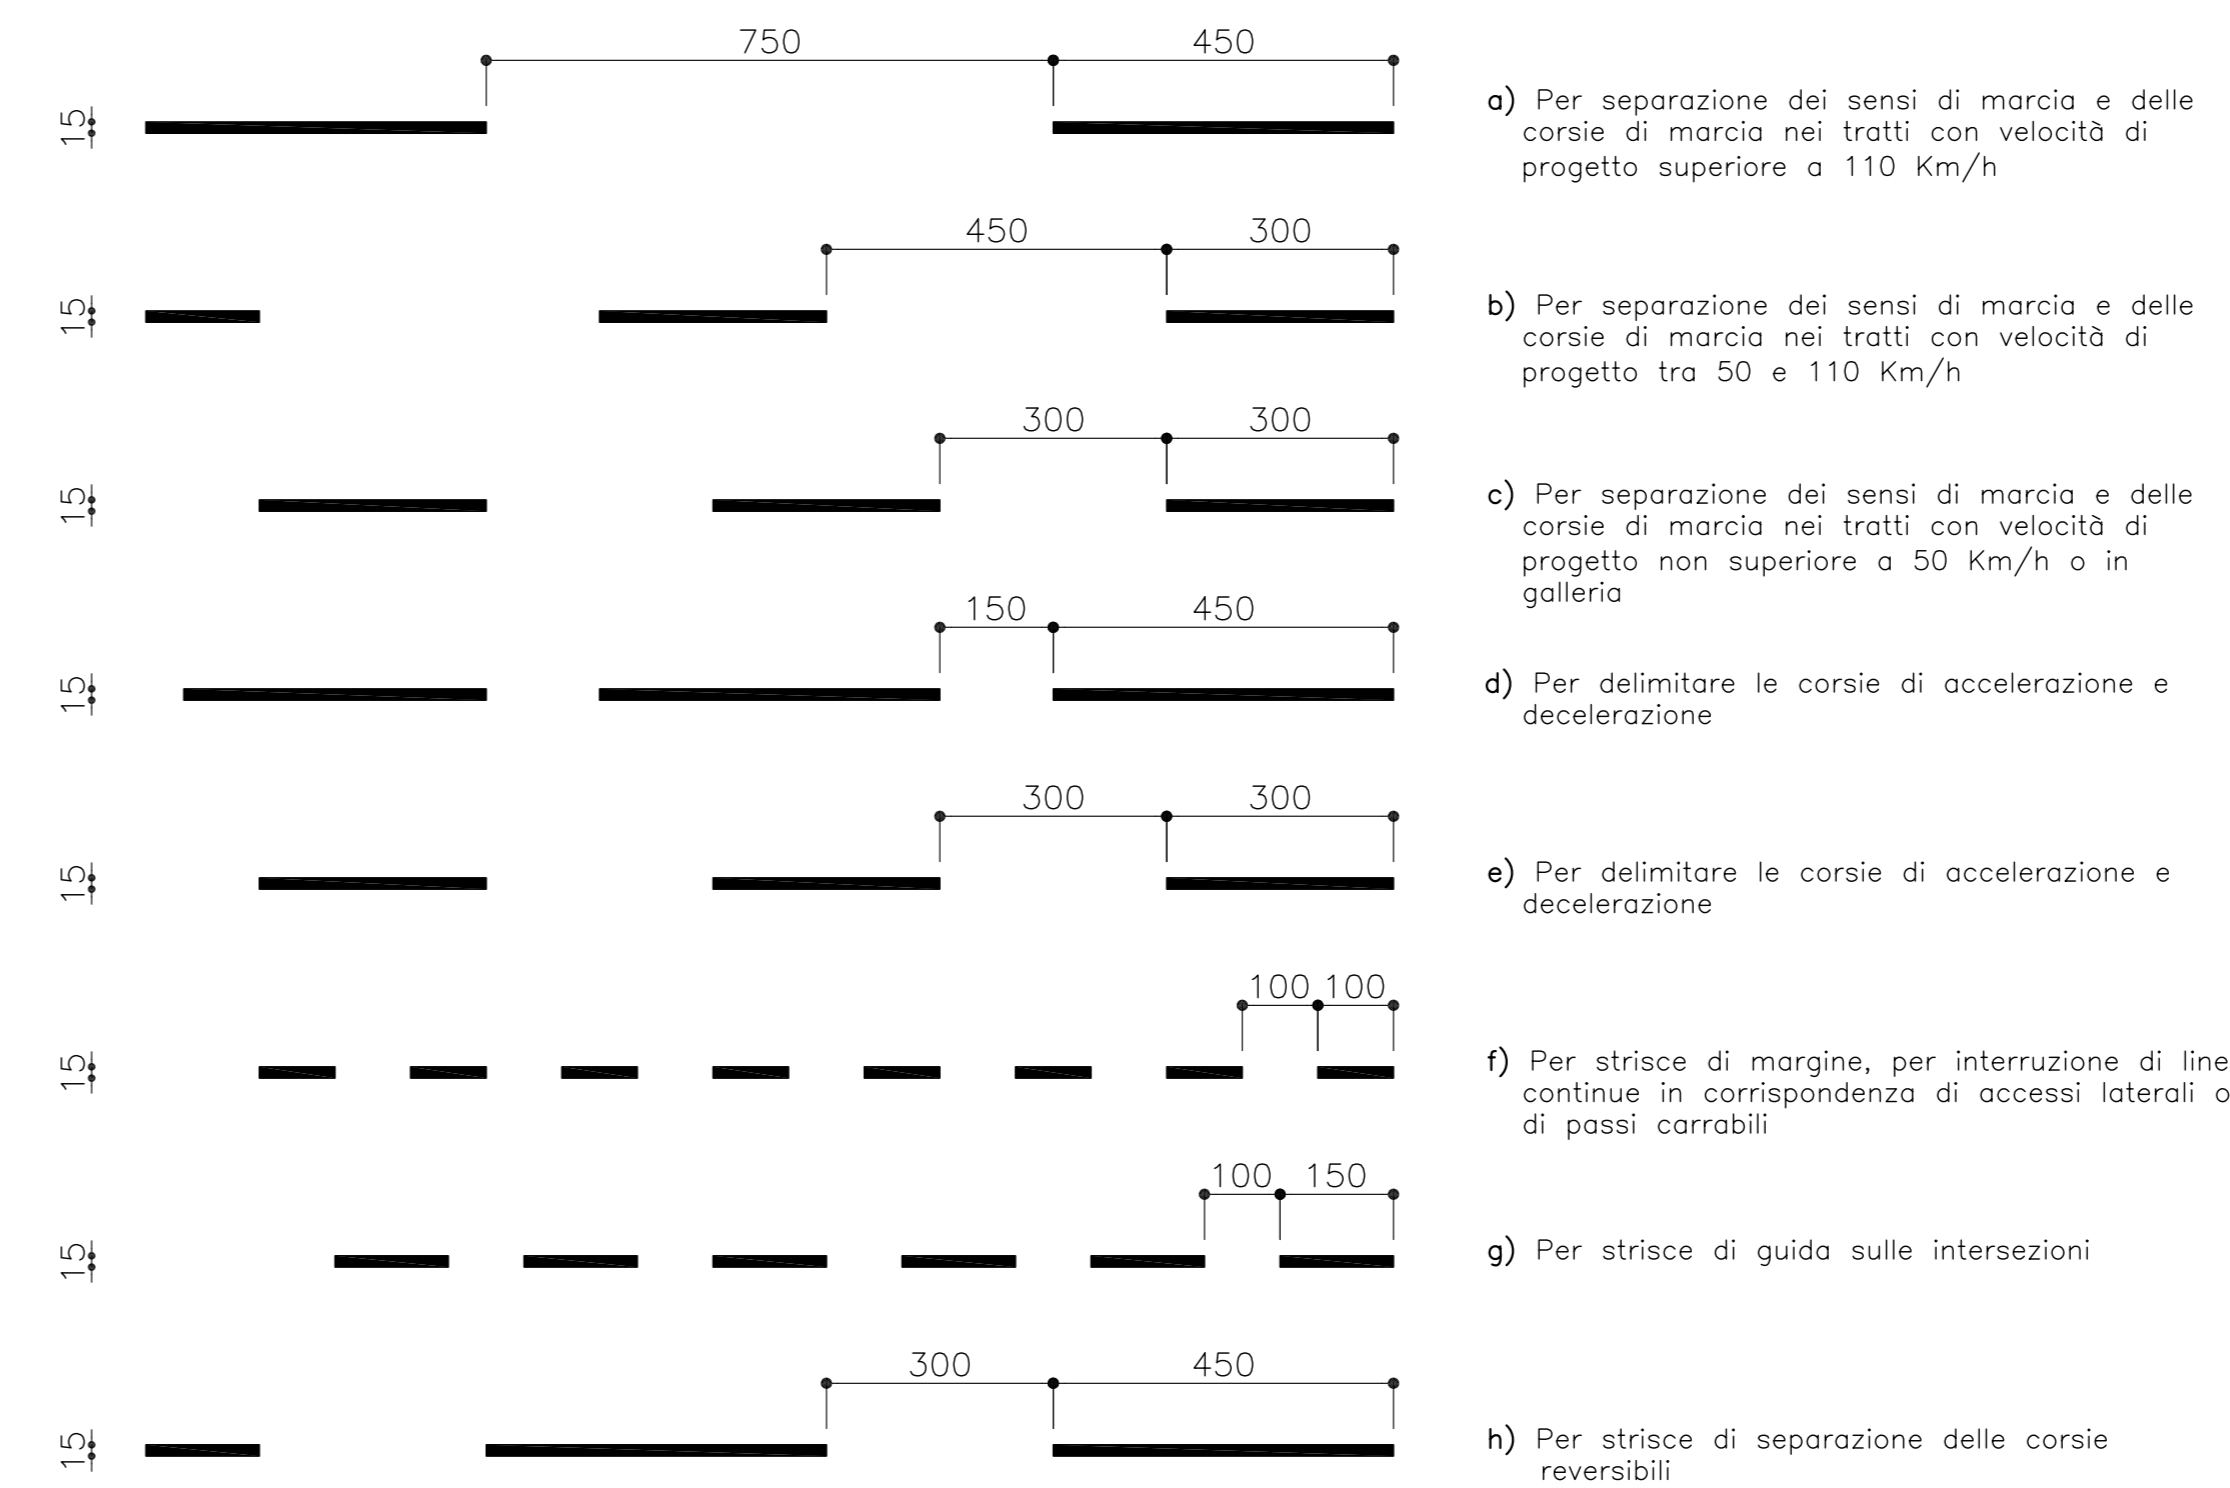 750 450
15
a) Per separazione dei sensi di marcia e delle
corsie di marcia nei tratti con velocità di
progetto superiore a 110 Km/h
450 300
15
b) Per separazione dei sensi di marcia e delle
corsie di marcia nei tratti con velocità di
progetto tra 50 e 110 Km/h
300 300
15
c) Per separazione dei sensi di marcia e delle
corsie di marcia nei tratti con velocità di
progetto non superiore a 50 Km/h o in
galleria
150 450
15
d) Per delimitare le corsie di accelerazione e
decelerazione
300 300
15
e) Per delimitare le corsie di accelerazione e
decelerazione
100 100
15
f) Per strisce di margine, per interruzione di line
continue in corrispondenza di accessi laterali o
di passi carrabili
100 150
15
g) Per strisce di guida sulle intersezioni
300 450
15
h) Per strisce di separazione delle corsie
reversibili